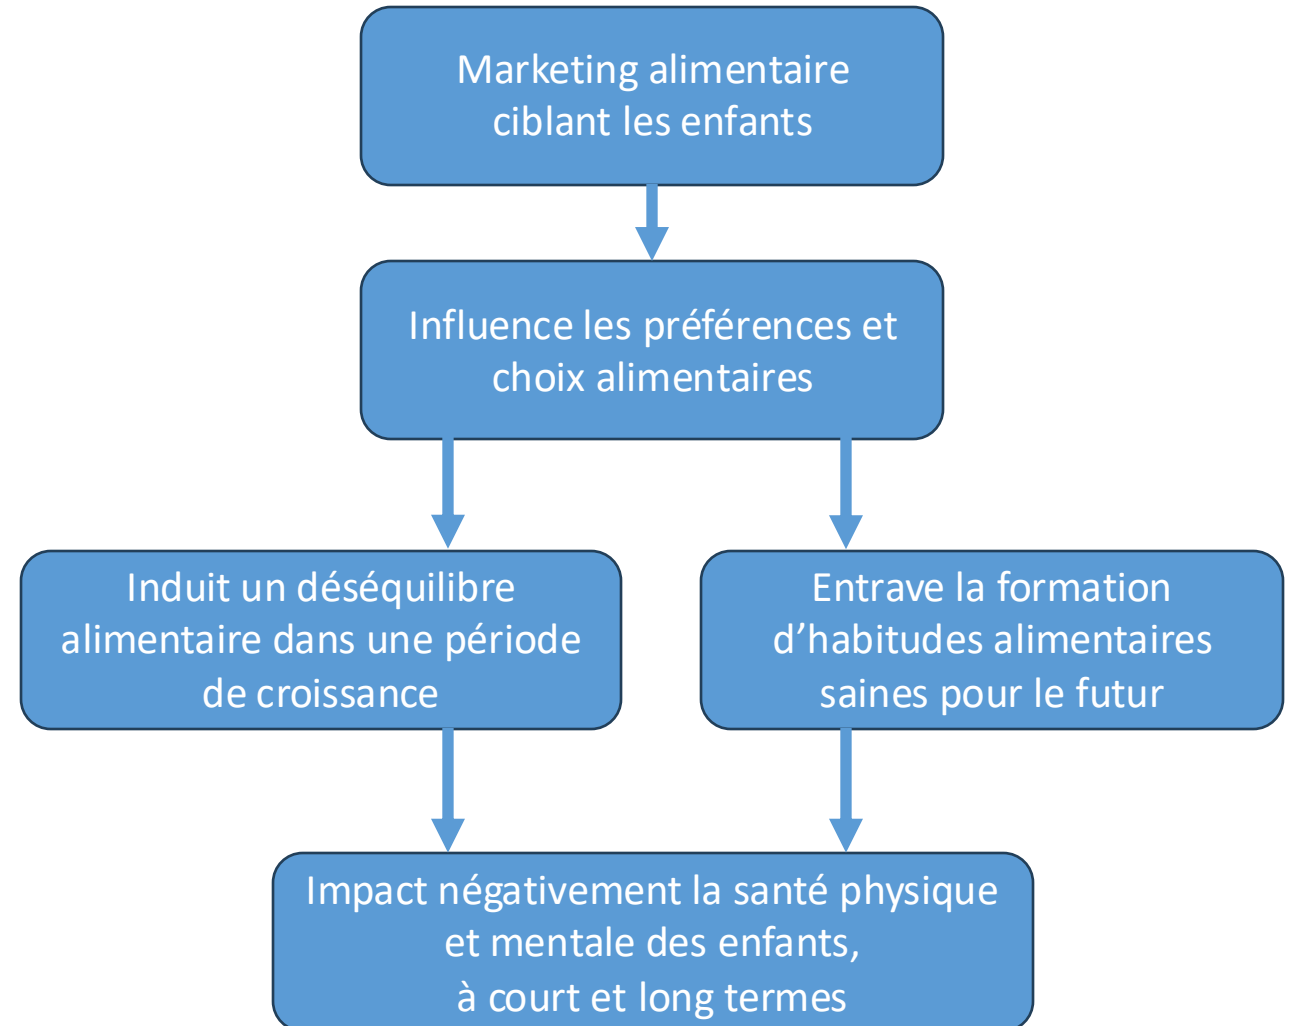 Marketing alimentaire
ciblant les enfants
Influence les préférences et
choix alimentaires
Induit un déséquilibre
alimentaire dans une période
de croissance
Entrave la formation
d’habitudes alimentaires
saines pour le futur
Impact négativement la santé physique
et mentale des enfants,
à court et long termes